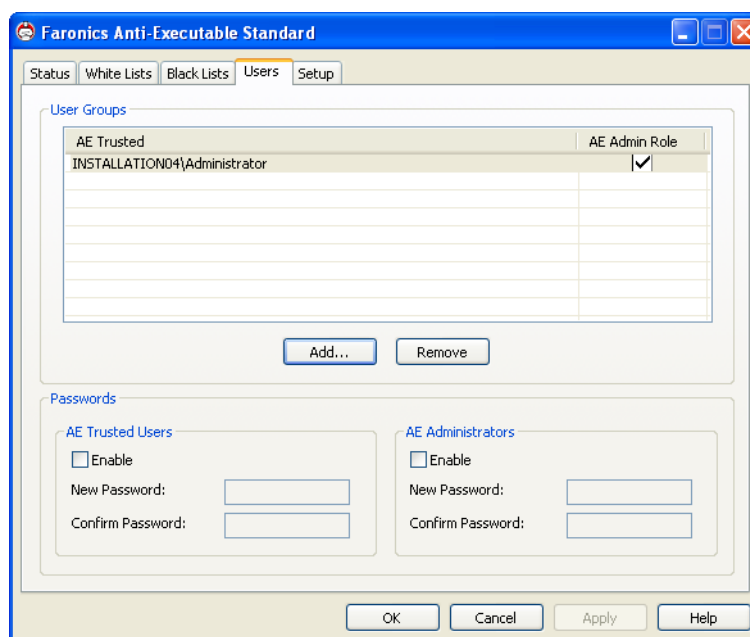 Faronics Anti-Executable Standard
Status White Lists Black Lists Users Setup
User Groups
AE Trusted AE Admin Role
INSTALLATION04\Administrator
Add... Remove
Passwords
AE Trusted Users AE Administrators
Enable Enable
New Password: New Password:
Confirm Password: Confirm Password:
OK Cancel Apply Help